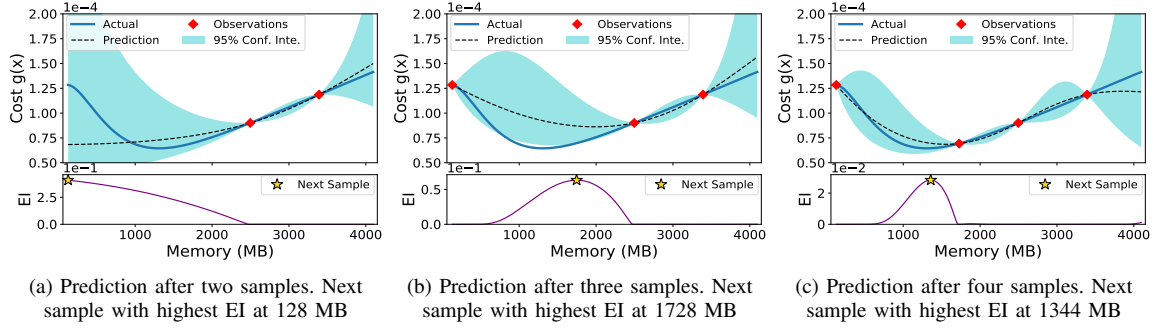 1e−4
2.00
1.75
1.50
1.25
1.00
0.75
0.50
Cost g(x)
Actual
Prediction
Observations
95% Conf. Inte.
1e−1
2.5
0.0
EI
Next Sample
1000 2000 3000 4000
Memory (MB)
(a) Prediction after two samples. Next
sample with highest EI at 128 MB
1e−4
2.00
1.75
1.50
1.25
1.00
0.75
0.50
Cost g(x)
Actual
Prediction
Observations
95% Conf. Inte.
1e−1
0.5
0.0
EI
Next Sample
1000 2000 3000 4000
Memory (MB)
(b) Prediction after three samples. Next
sample with highest EI at 1728 MB
1e−4
2.00
1.75
1.50
1.25
1.00
0.75
0.50
Cost g(x)
Actual
Prediction
Observations
95% Conf. Inte.
1e−2
2
0
EI
Next Sample
1000 2000 3000 4000
Memory (MB)
(c) Prediction after four samples. Next
sample with highest EI at 1344 MB